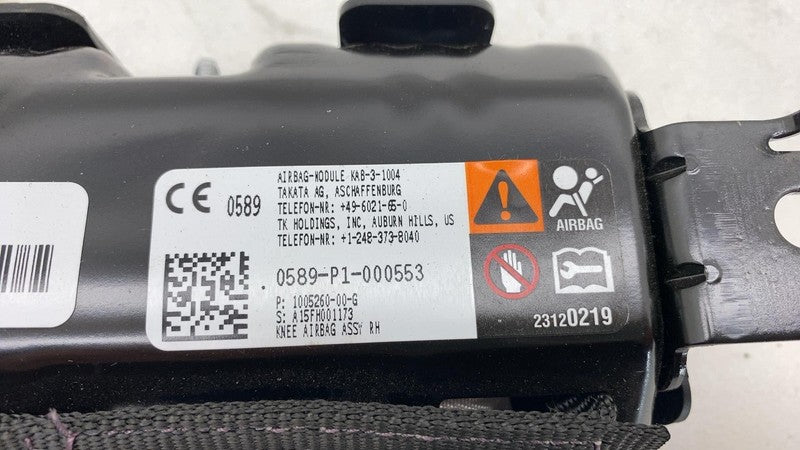 CE 0589
AIRBAG-MODULE KAB-3-1004
TAKATA AG, ASCHAFFENBURG
TELEFON-NR: +49-6021-65-0
TK HOLDINGS, INC, AUBURN HILLS, US
TELEFON-NR: +1-248-373-8040
0589-P1-000553
P: 1005260-00-G
S: A15FH001173
KNEE AIRBAG ASSY RH
AIRBAG
23120219